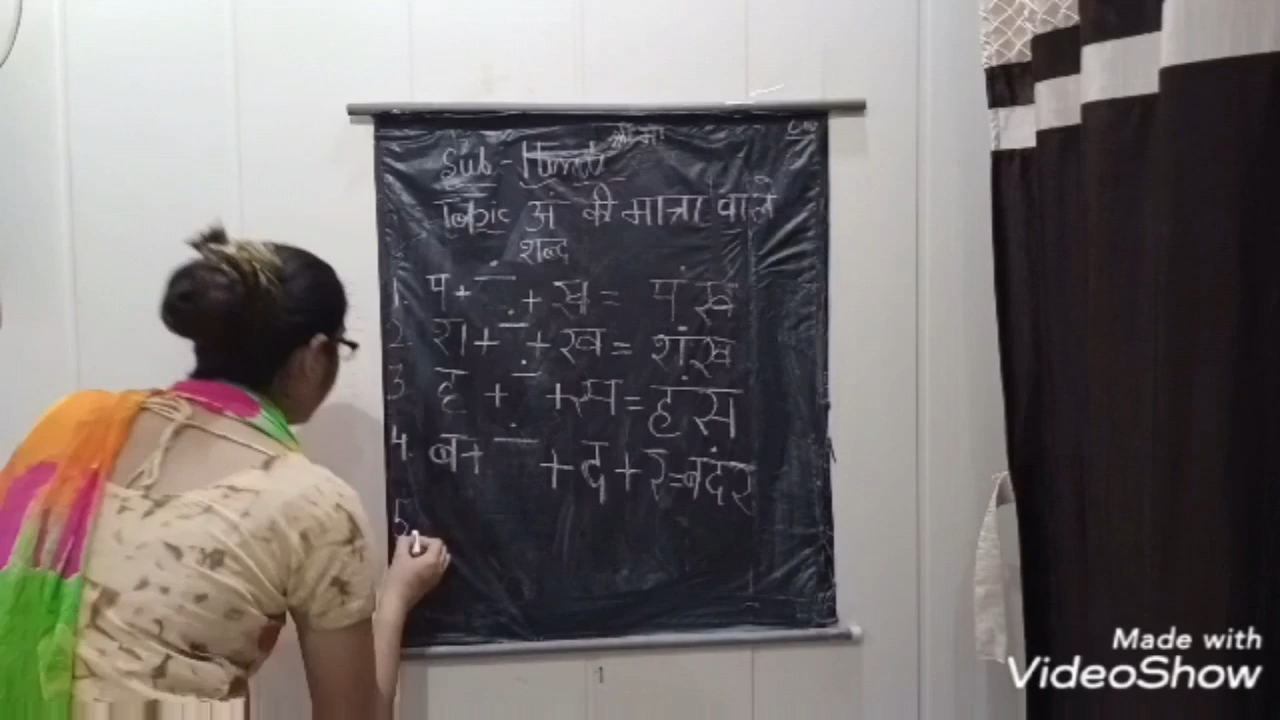 Sub - Hindi
Topic अं की मात्रा वाले
शब्द
1. प + ं + ख = पंख
2. श + ं + ख = शंख
3. ह + ं + स = हंस
4. ब + ं + द + र = बंदर
5
Made with
VideoShow